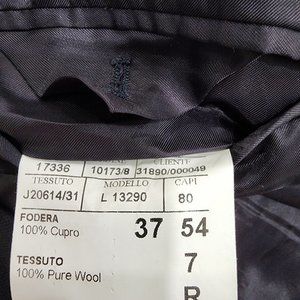 CLIENTE
17336 10173/8 31890/000049
TESSUTO MODELLO CAPI
J20614/31 L 13290 80
FODERA
100% Cupro 37 54
7
TESSUTO
100% Pure Wool
R